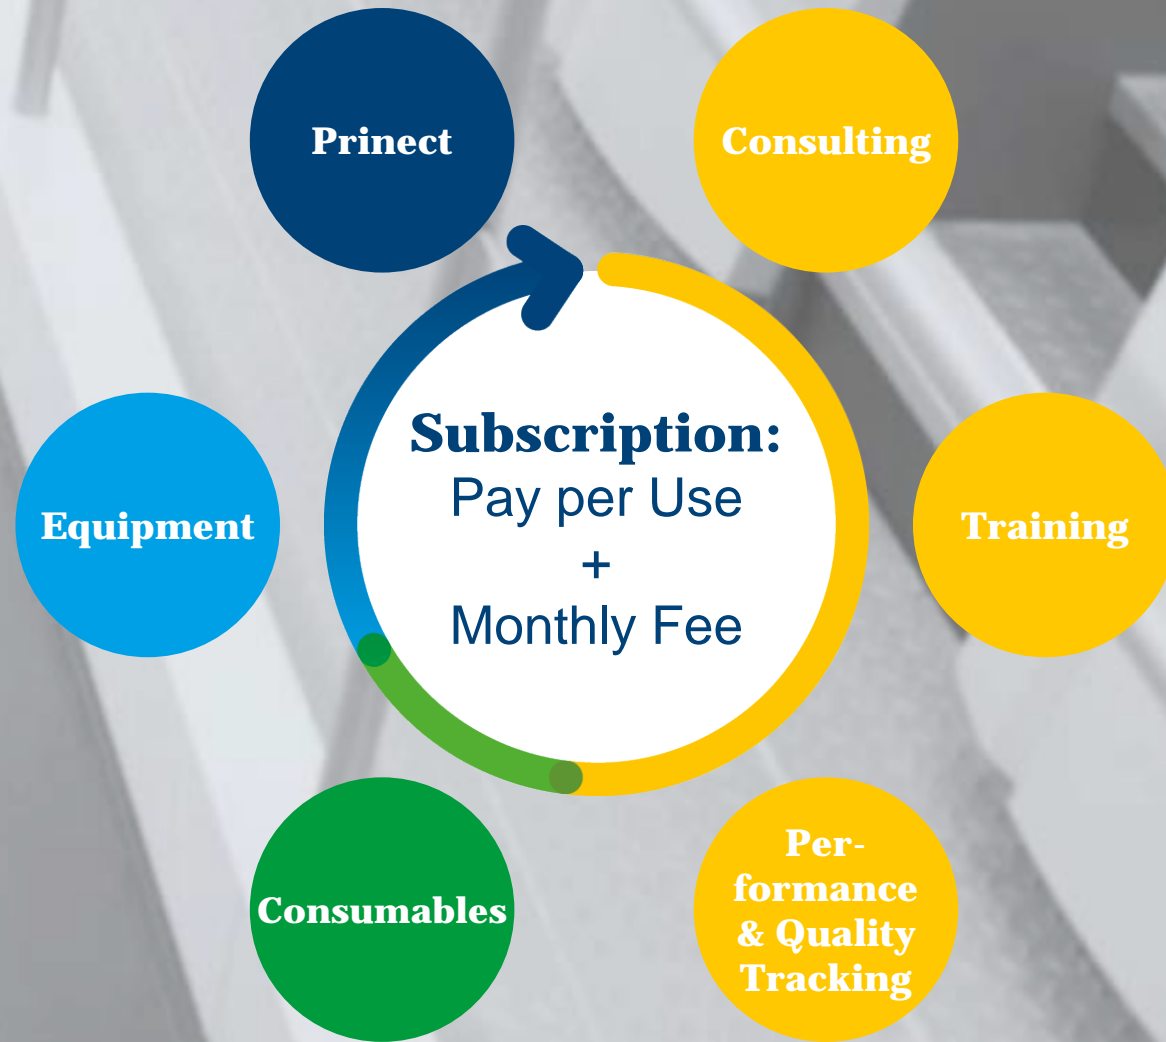 Prinect
Consulting
Subscription:
Pay per Use
+
Monthly Fee
Equipment
Training
Consumables
Per-
formance
& Quality
Tracking